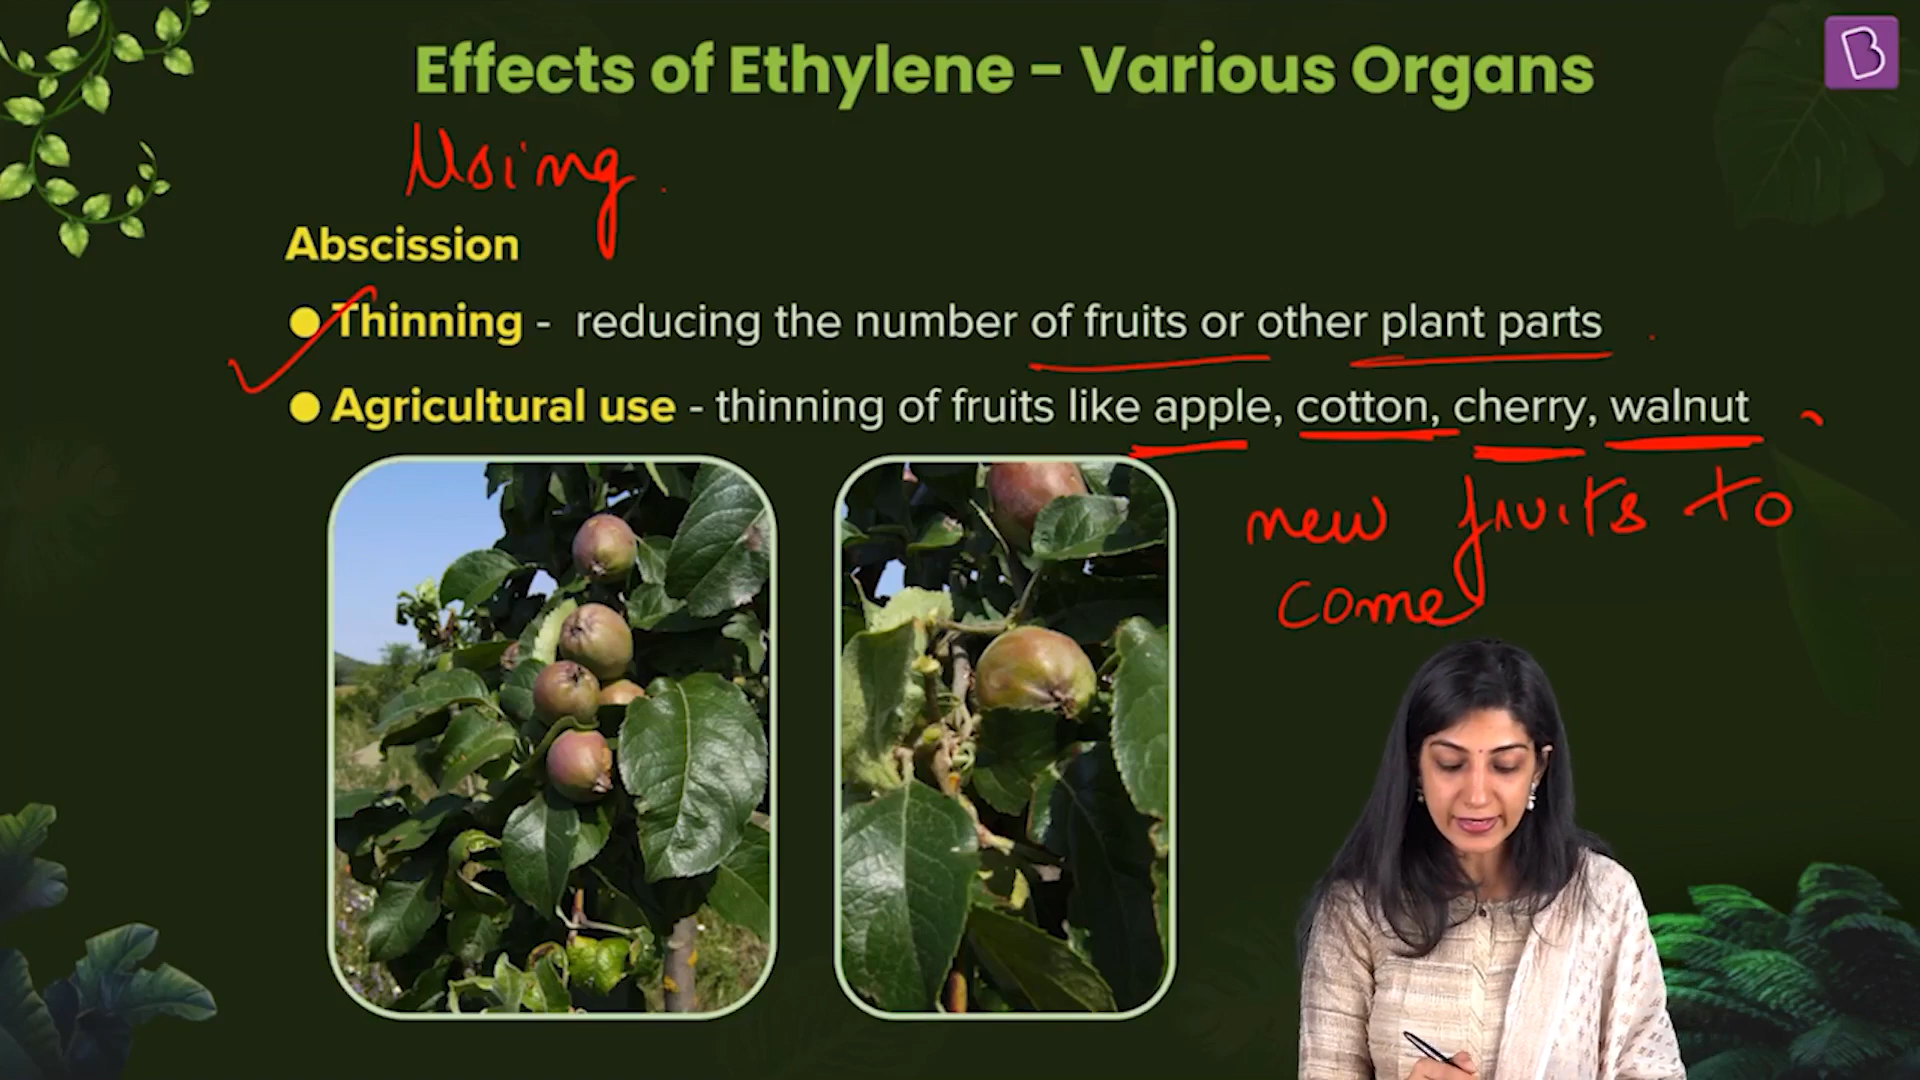 Effects of Ethylene - Various Organs
Using
Abscission
● Thinning - reducing the number of fruits or other plant parts
● Agricultural use - thinning of fruits like apple, cotton, cherry, walnut
new fruits to
come